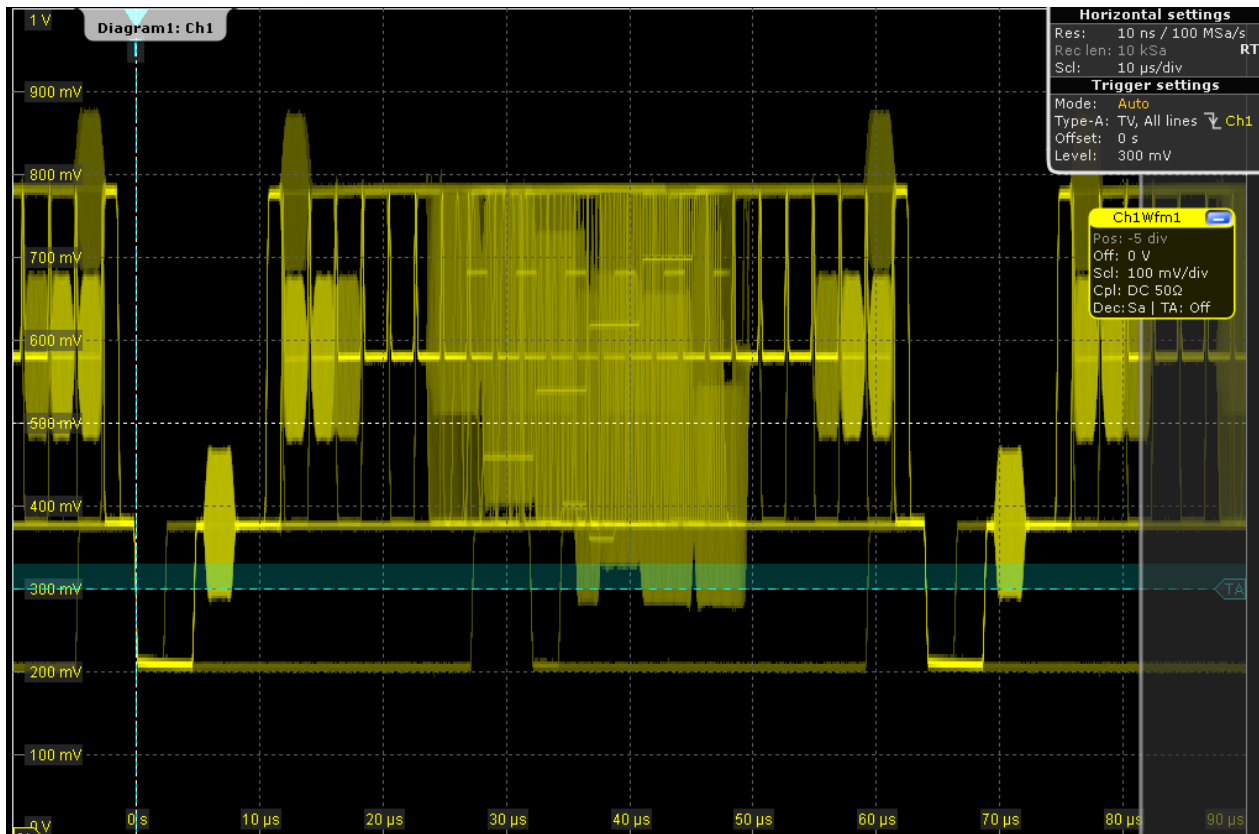 1 V
Diagram1: Ch1
Horizontal settings
Res: 10 ns / 100 MSa/s
Rec len: 10 kSa RT
Scl: 10 µs/div
Trigger settings
Mode: Auto
Type-A: TV, All lines Ch1
Offset: 0 s
Level: 300 mV
900 mV
800 mV
700 mV
600 mV
500 mV
400 mV
300 mV
200 mV
100 mV
0 V
Ch1Wfm1
Pos: -5 div
Off: 0 V
Scl: 100 mV/div
Cpl: DC 50Ω
Dec: Sa | TA: Off
TA
0 s 10 µs 20 µs 30 µs 40 µs 50 µs 60 µs 70 µs 80 µs 90 µs